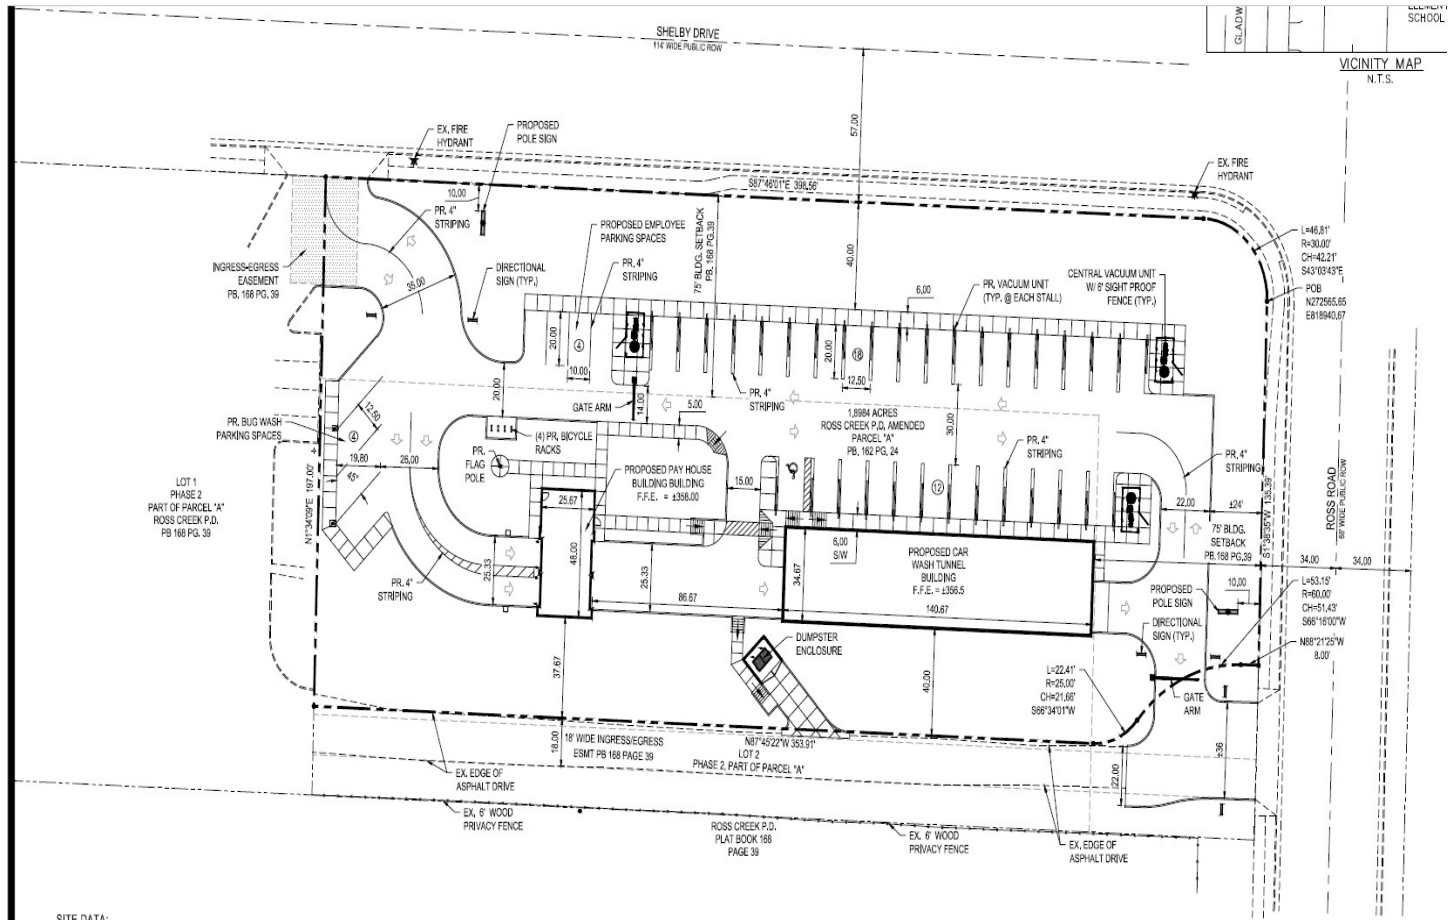 SHELBY DRIVE
114' WIDE PUBLIC ROW
GLADW
SCHOOL
VICINITY MAP
N.T.S.
EX. FIRE
HYDRANT
PROPOSED
POLE SIGN
57.00
S87°46'01"E 398.56'
EX. FIRE
HYDRANT
10.00
PR. 4"
STRIPING
PROPOSED EMPLOYEE
PARKING SPACES
75' BLDG. SETBACK
PB. 168 PG.39
40.00
L=46.81'
R=30.00'
CH=42.21'
S43°03'43"E
INGRESS-EGRESS
EASEMENT
PB. 168 PG. 39
35.00
DIRECTIONAL
SIGN (TYP.)
PR. 4"
STRIPING
6.00
PR. VACUUM UNIT
(TYP. @ EACH STALL)
CENTRAL VACUUM UNIT
W/ 6' SIGHT PROOF
FENCE (TYP.)
POB
N272565.65
E818940.67
20.00
4
10.00
20.00
18
12.50
20.00
GATE ARM
14.00
5.00
PR. 4"
STRIPING
1.8984 ACRES
ROSS CREEK P.D. AMENDED
PARCEL "A"
PB. 162 PG. 24
30.00
PR. BUG WASH
PARKING SPACES
12.50
4
19.80
26.00
45°
(4) PR. BICYCLE
RACKS
PR.
FLAG
POLE
PROPOSED PAY HOUSE
BUILDING BUILDING
F.F.E. = ±358.00
15.00
12
PR. 4"
STRIPING
PR. 4"
STRIPING
22.00
±24'
75' BLDG.
SETBACK
PB. 168 PG.39
S1°38'35"W 135.39'
ROSS ROAD
68' WIDE PUBLIC ROW
LOT 1
PHASE 2
PART OF PARCEL "A"
ROSS CREEK P.D.
PB 168 PG. 39
N1°34'09"E 197.00'
25.67
48.00
25.33
25.33
86.67
6.00
S/W
34.67
PROPOSED CAR
WASH TUNNEL
BUILDING
F.F.E. = ±356.5
140.67
34.00
34.00
PR. 4"
STRIPING
PROPOSED
POLE SIGN
10.00
L=53.15'
R=60.00'
CH=51.43'
S66°16'00"W
DIRECTIONAL
SIGN (TYP.)
N88°21'25"W
8.00'
DUMPSTER
ENCLOSURE
37.67
40.00
L=22.41'
R=25.00'
CH=21.66'
S66°34'01"W
GATE
ARM
18.00
18' WIDE INGRESS/EGRESS
ESMT PB 168 PAGE 39
N87°45'22"W 353.91'
LOT 2
PHASE 2, PART OF PARCEL "A"
±36
22.00
EX. EDGE OF
ASPHALT DRIVE
EX. 6' WOOD
PRIVACY FENCE
ROSS CREEK P.D.
PLAT BOOK 168
PAGE 39
EX. 6' WOOD
PRIVACY FENCE
EX. EDGE OF
ASPHALT DRIVE
SITE DATA: